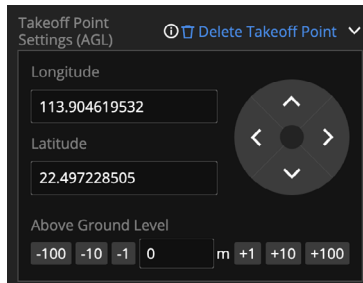 Takeoff Point
Settings (AGL)
Delete Takeoff Point
Longitude
113.904619532
Latitude
22.497228505
Above Ground Level
-100 -10 -1 0 m +1 +10 +100